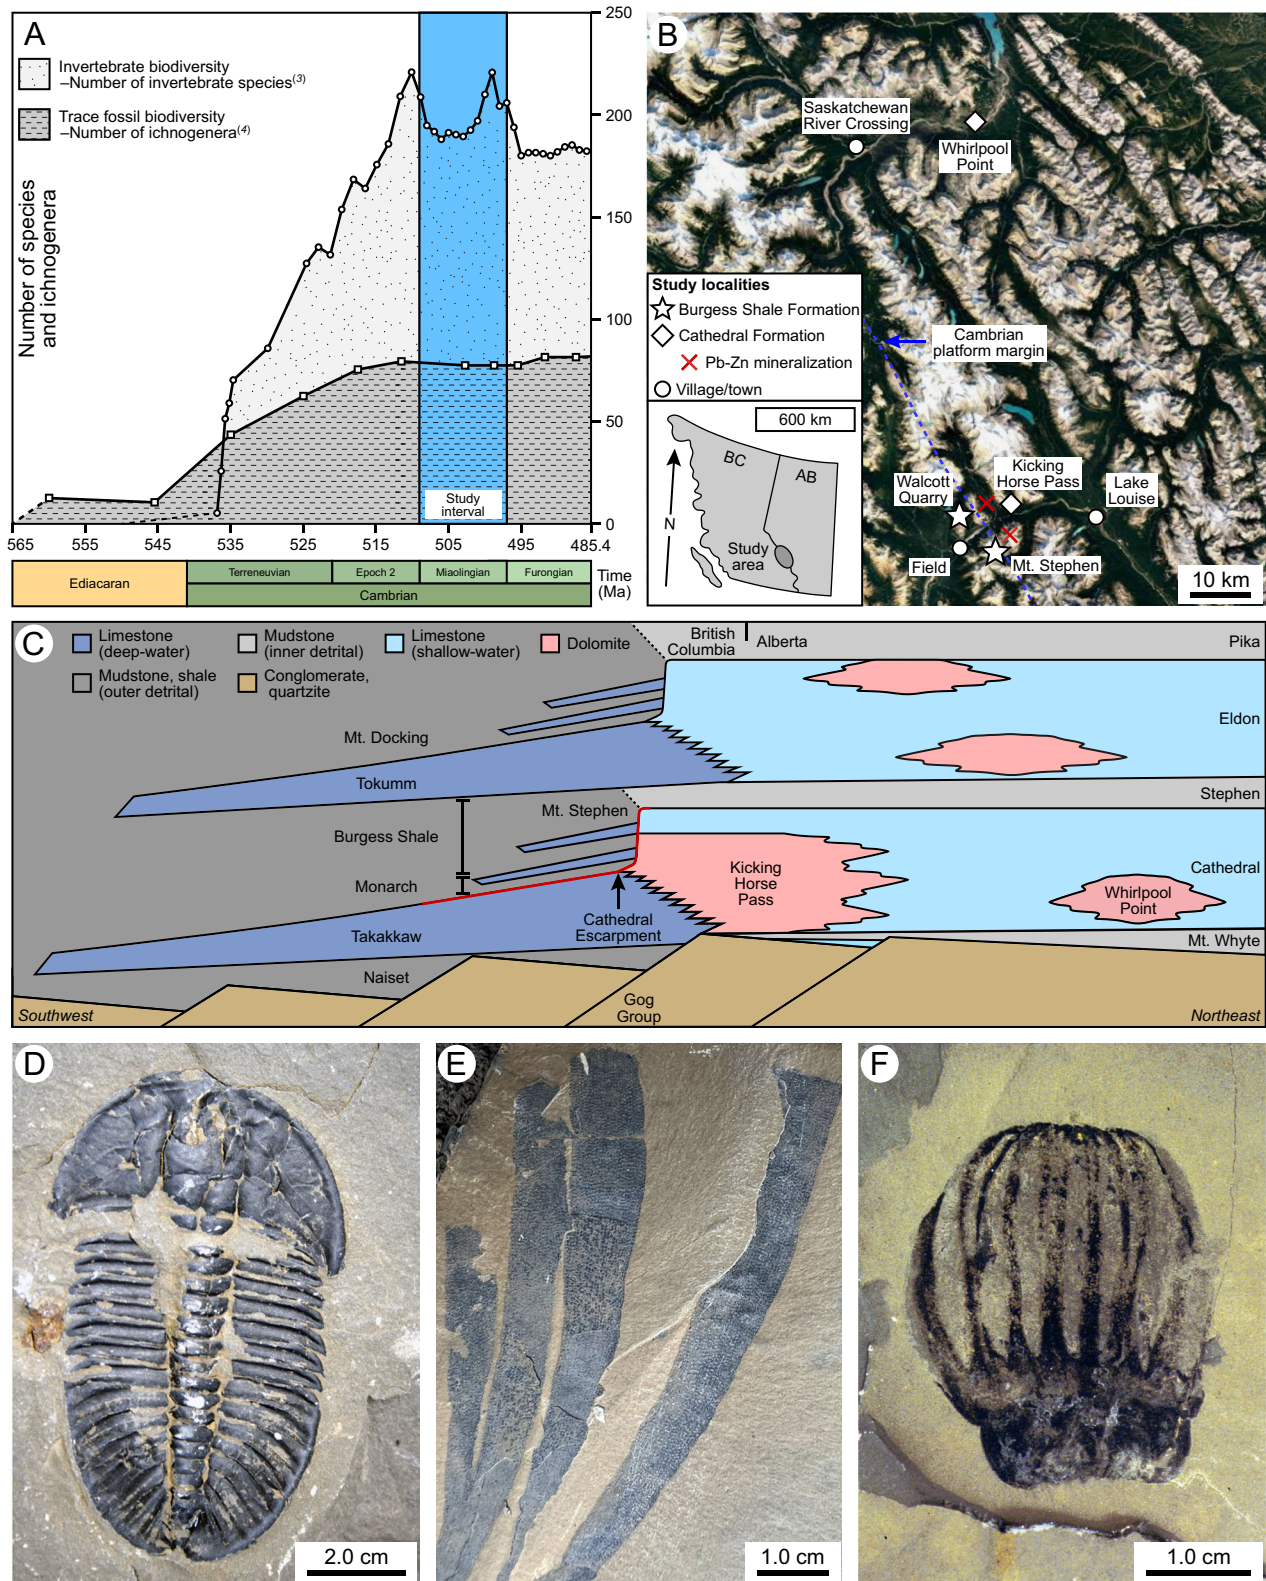 A
Invertebrate biodiversity
–Number of invertebrate species(3)
Trace fossil biodiversity
–Number of ichnogenera(4)
Number of species
and ichnogenera
250
200
150
100
50
0
Study
interval
565
555
545
535
525
515
505
495
485.4
Ediacaran
Terreneuvian
Epoch 2
Miaolingian
Furongian
Cambrian
Time
(Ma)
B
Saskatchewan
River Crossing
Whirlpool
Point
Study localities
Burgess Shale Formation
Cathedral Formation
Pb-Zn mineralization
Village/town
Cambrian
platform margin
600 km
BC
AB
N
Study
area
Walcott
Quarry
Kicking
Horse Pass
Lake
Louise
Field
Mt. Stephen
10 km
C
Limestone
(deep-water)
Mudstone
(inner detrital)
Limestone
(shallow-water)
Dolomite
Mudstone, shale
(outer detrital)
Conglomerate,
quartzite
British
Columbia
Alberta
Pika
Eldon
Mt. Docking
Tokumm
Stephen
Mt. Stephen
Burgess Shale
Monarch
Kicking
Horse
Pass
Cathedral
Whirlpool
Point
Cathedral
Escarpment
Takakkaw
Mt. Whyte
Naiset
Gog
Group
Southwest
Northeast
D
2.0 cm
E
1.0 cm
F
1.0 cm